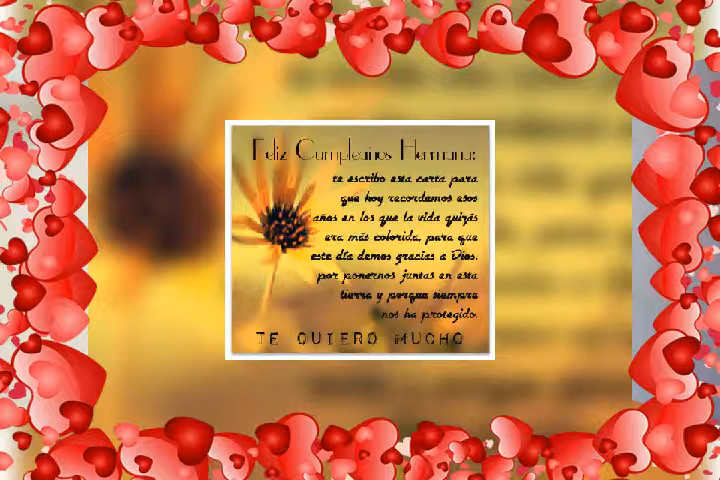 Feliz Cumpleaños Hermana:
te escribo esta carta para
que hoy recordemos esos
años en los que la vida quizás
era más colorida, para que
este día demos gracias a Dios,
por ponernos juntas en esta
tierra y porque siempre
nos ha protegido.
TE QUIERO MUCHO